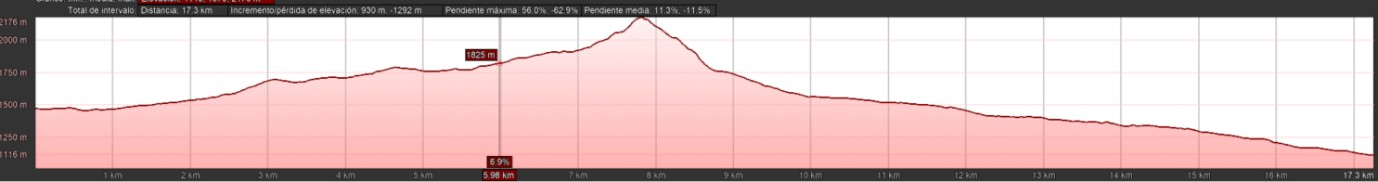 Total de intervalo: Distancia: 17.3 km Incremento/pérdida de elevación: 930 m, -1292 m Pendiente máxima: 56.0%, -62.9% Pendiente media: 11.3%, -11.5%
2176 m
2000 m
1825 m
1750 m
1500 m
1250 m
1116 m
6.9%
1 km 2 km 3 km 4 km 5 km 5.98 km 7 km 8 km 9 km 10 km 11 km 12 km 13 km 14 km 15 km 16 km 17.3 km